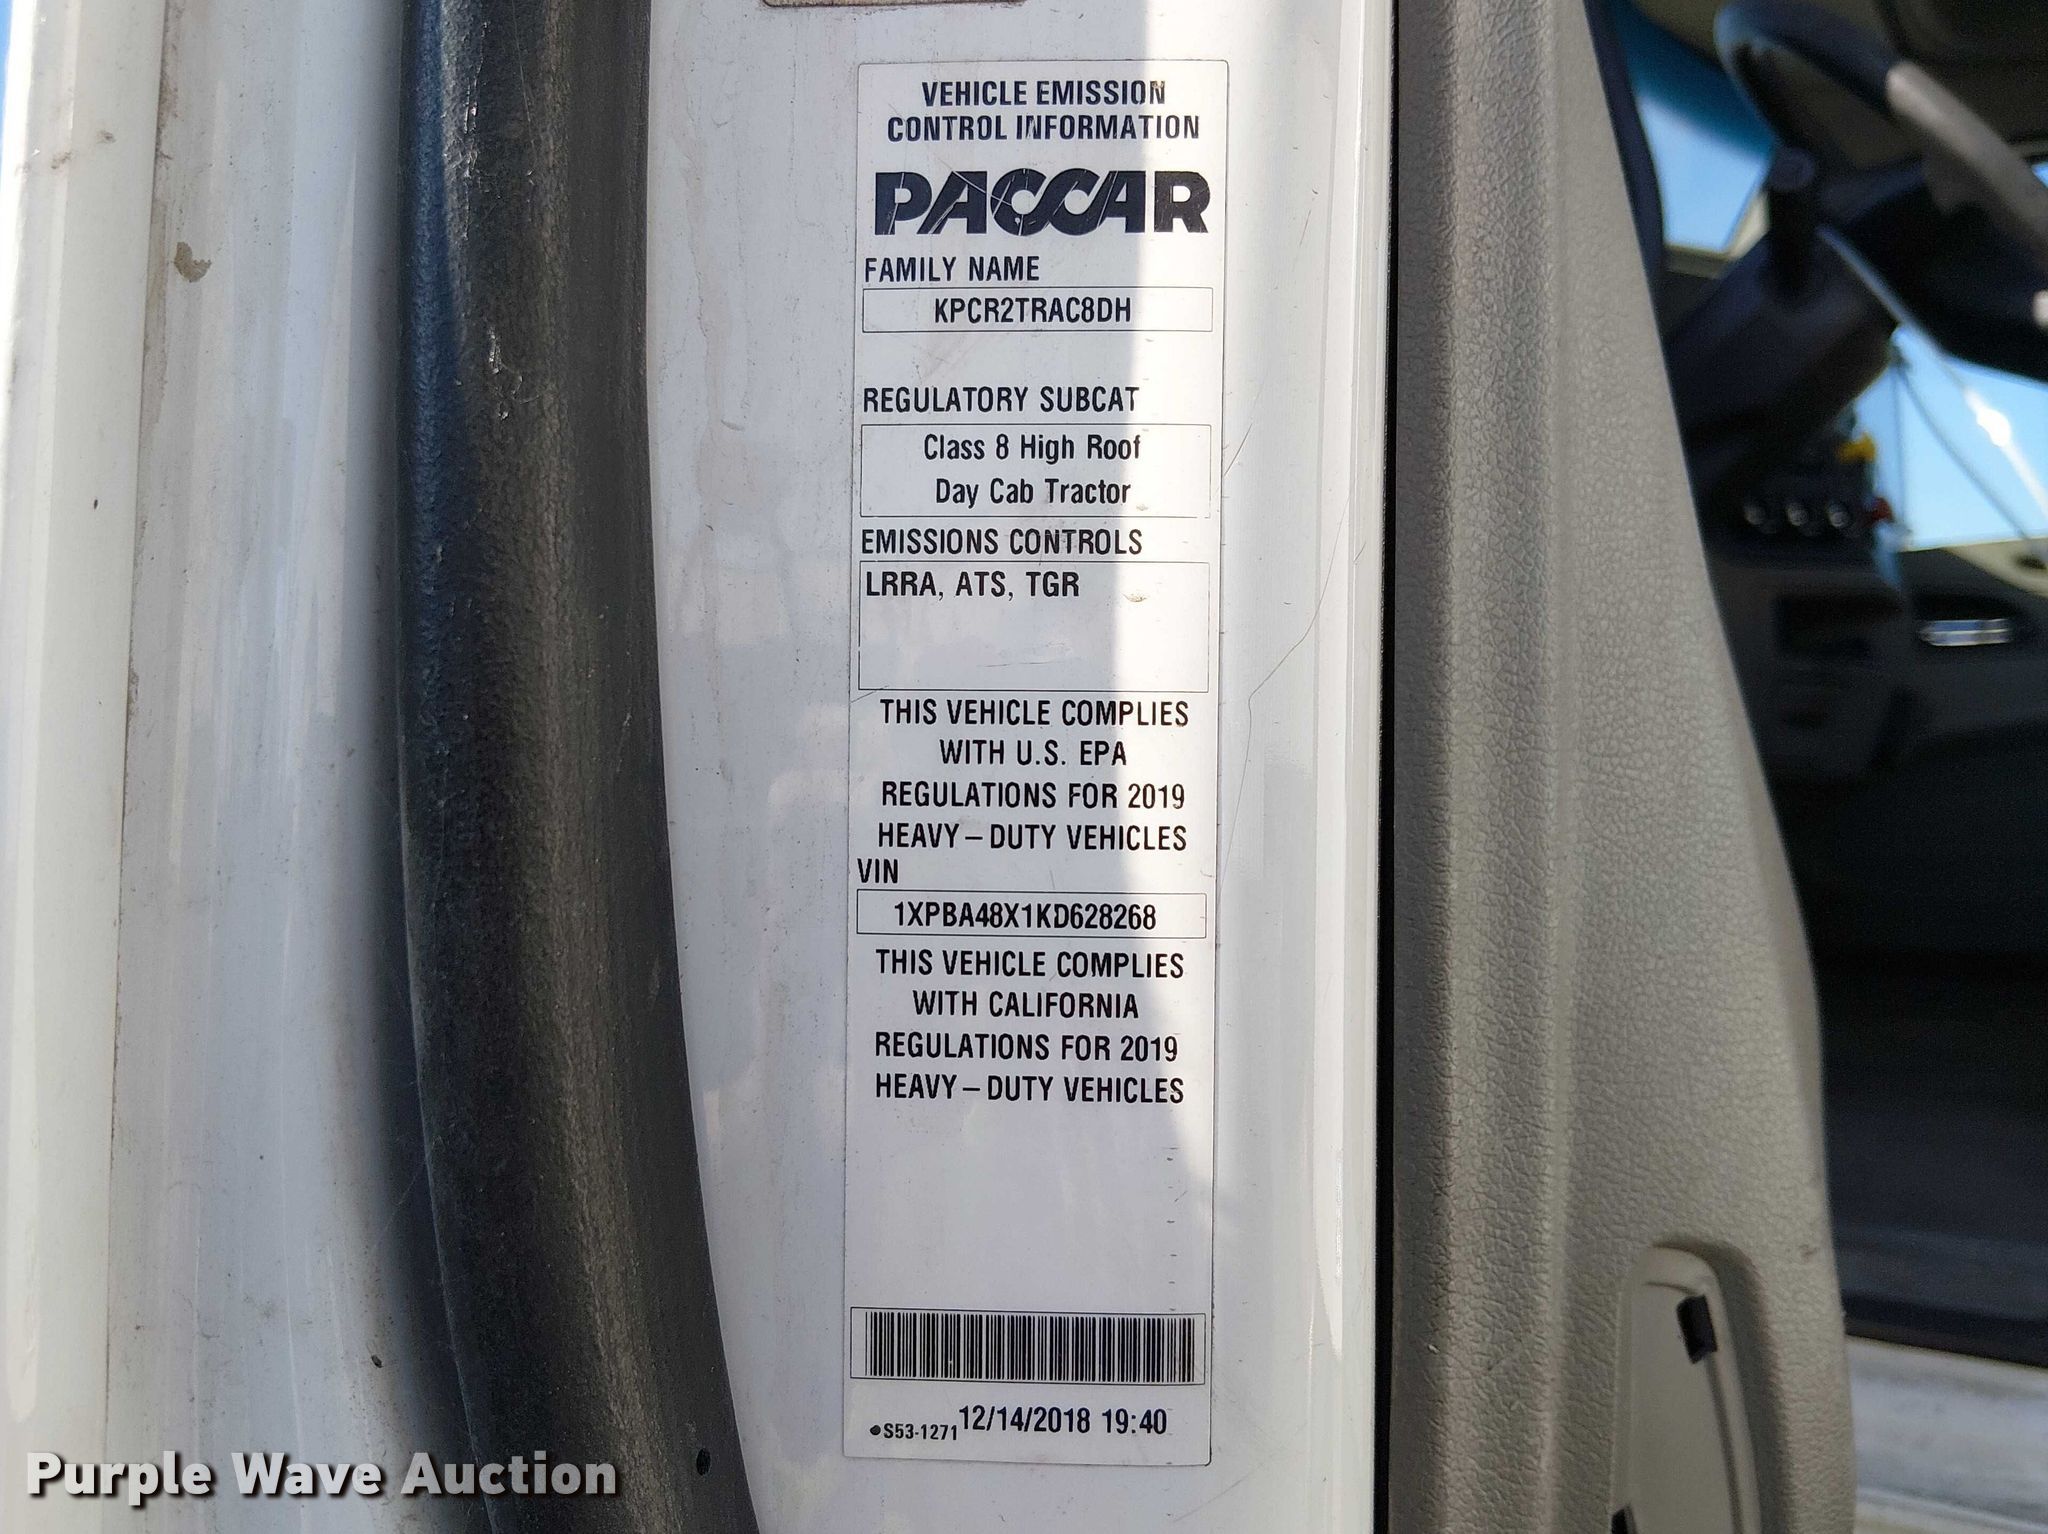 VEHICLE EMISSION
CONTROL INFORMATION
PACCAR
FAMILY NAME
KPCR2TRAC8DH
REGULATORY SUBCAT
Class 8 High Roof
Day Cab Tractor
EMISSIONS CONTROLS
LRRA, ATS, TGR
THIS VEHICLE COMPLIES
WITH U.S. EPA
REGULATIONS FOR 2019
HEAVY – DUTY VEHICLES
VIN
1XPBA48X1KD628268
THIS VEHICLE COMPLIES
WITH CALIFORNIA
REGULATIONS FOR 2019
HEAVY – DUTY VEHICLES
S53-1271 12/14/2018 19:40
Purple Wave Auction